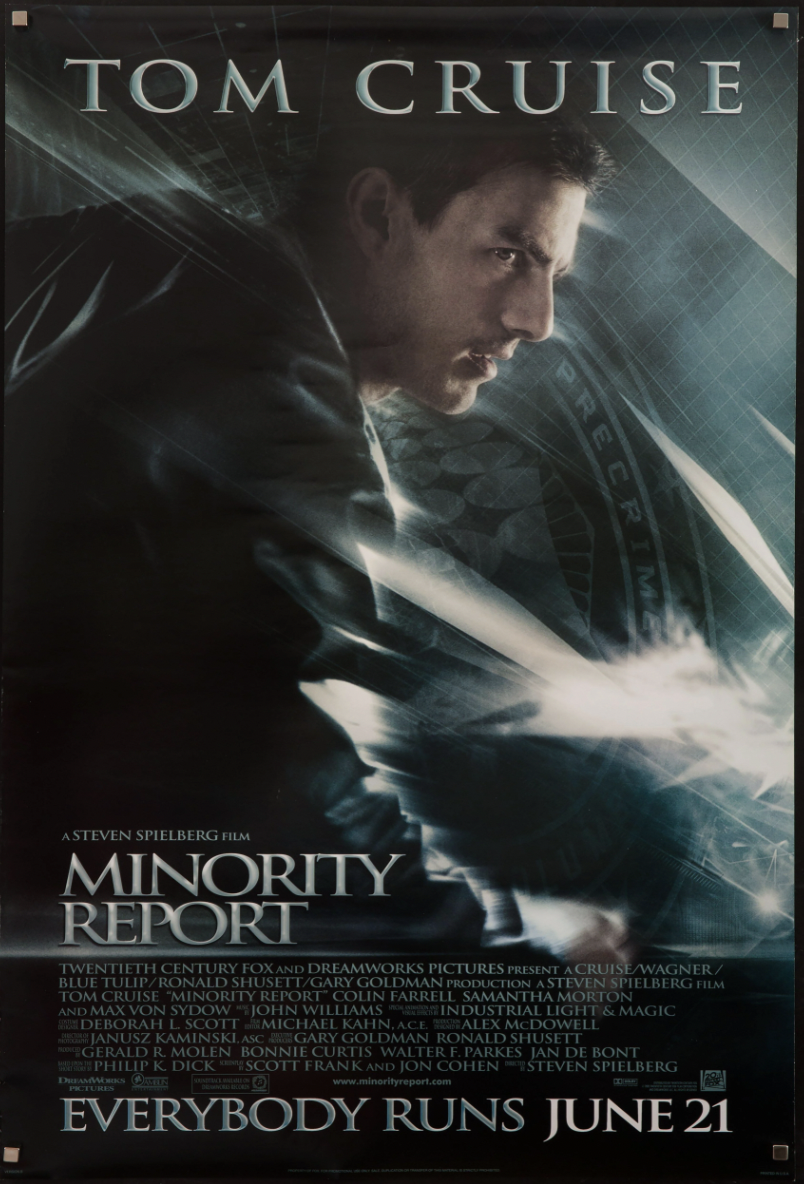 TOM CRUISE
PRECRIME
A STEVEN SPIELBERG FILM
MINORITY
REPORT
TWENTIETH CENTURY FOX AND DREAMWORKS PICTURES PRESENT A CRUISE/WAGNER/
BLUE TULIP/RONALD SHUSETT/GARY GOLDMAN PRODUCTION A STEVEN SPIELBERG FILM
TOM CRUISE "MINORITY REPORT" COLIN FARRELL SAMANTHA MORTON
AND MAX VON SYDOW JOHN WILLIAMS INDUSTRIAL LIGHT & MAGIC
DEBORAH L. SCOTT MICHAEL KAHN, A.C.E. ALEX McDOWELL
JANUSZ KAMINSKI, ASC GARY GOLDMAN RONALD SHUSETT
GERALD R. MOLEN BONNIE CURTIS WALTER F. PARKES JAN DE BONT
PHILIP K. DICK SCOTT FRANK AND JON COHEN STEVEN SPIELBERG
DREAMWORKS PICTURES www.minorityreport.com
EVERYBODY RUNS JUNE 21